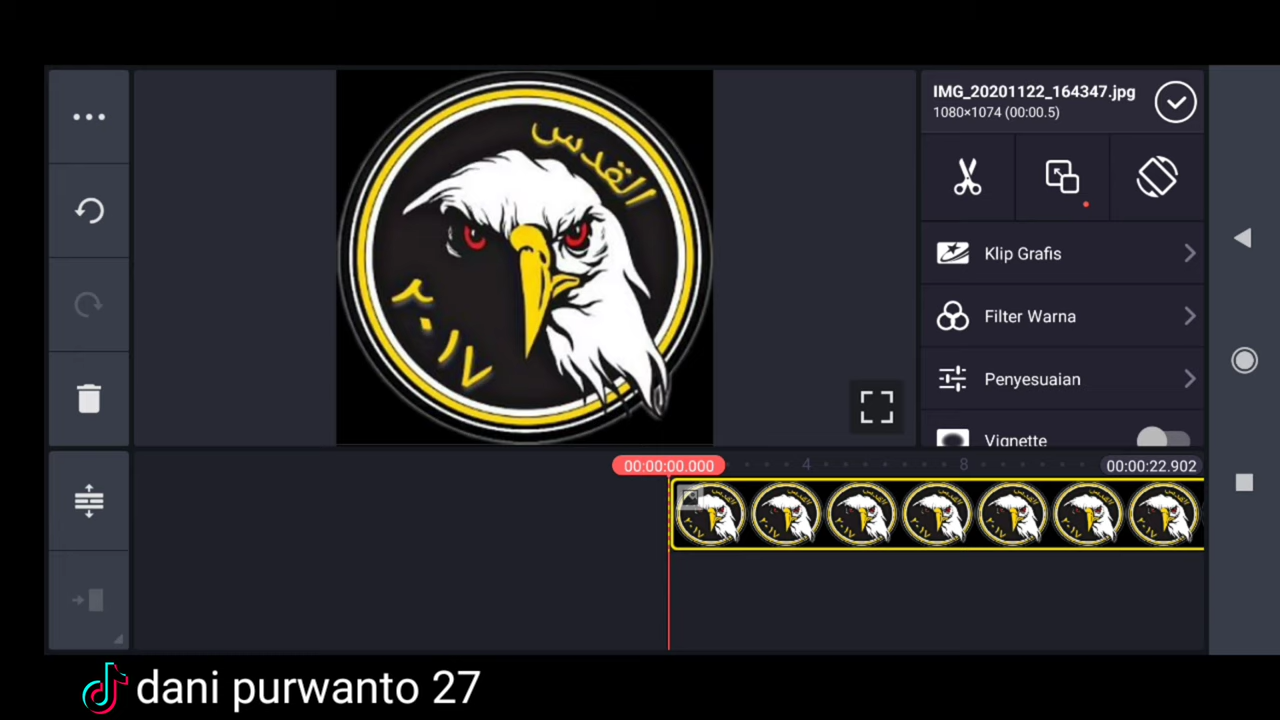 IMG_20201122_164347.jpg
1080×1074 (00:00.5)
القدس
٢٠١٧
Klip Grafis
Filter Warna
Penyesuaian
Vignette
00:00:00.000
4
8
00:00:22.902
dani purwanto 27